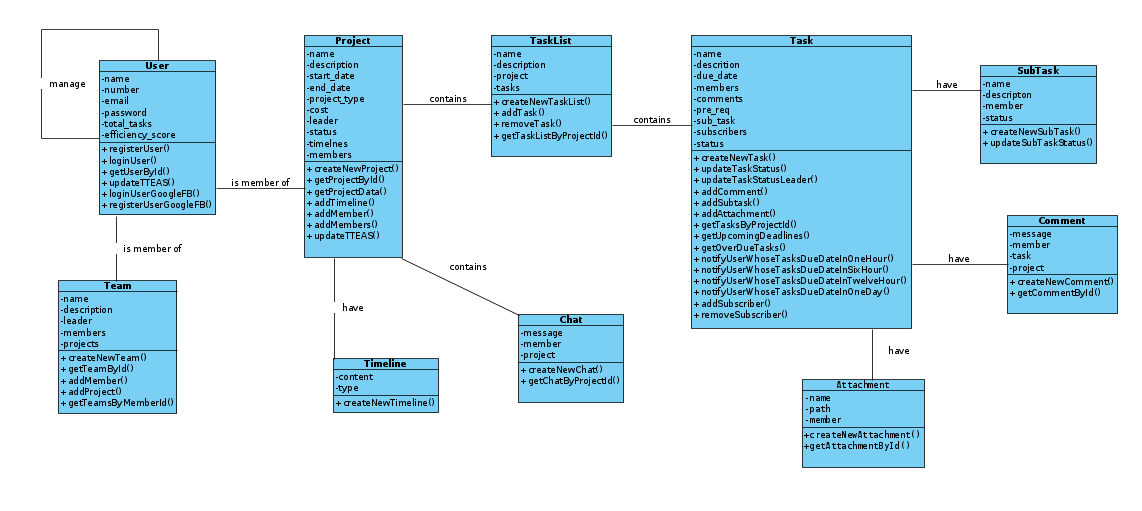 manage
User
-name
-number
-email
-password
-total_tasks
-efficiency_score
+ registerUser()
+ loginUser()
+ getUserById()
+ updateTTEAS()
+ loginUserGoogleFB()
+ registerUserGoogleFB()
is member of
is member of
Team
-name
-description
-leader
-members
-projects
+ createNewTeam()
+ getTeamById()
+ addMember()
+ addProject()
+ getTeamsByMemberId()
Project
-name
-description
-start_date
-end_date
-project_type
-cost
-leader
-status
-timelnes
-members
+ createNewProject()
+ getProjectById()
+ getProjectData()
+ addTimeline()
+ addMember()
+ addMembers()
+ updateTTEAS()
contains
contains
have
Timeline
-content
-type
+ createNewTimeline()
Chat
-message
-member
-project
+ createNewChat()
+ getChatByProjectId()
TaskList
-name
-description
-project
-tasks
+ createNewTaskList()
+ addTask()
+ removeTask()
+ getTaskListByProjectId()
contains
Task
-name
-descrition
-due_date
-members
-comments
-pre_req
-sub_task
-subscribers
-status
+ createNewTask()
+ updateTaskStatus()
+ updateTaskStatusLeader()
+ addComment()
+ addSubtask()
+ addAttachment()
+ getTasksByProjectId()
+ getUpcomingDeadlines()
+ getOverDueTasks()
+ notifyUserWhoseTasksDueDateInOneHour()
+ notifyUserWhoseTasksDueDateInSixHour()
+ notifyUserWhoseTasksDueDateInTwelveHour()
+ notifyUserWhoseTasksDueDateInOneDay()
+ addSubscriber()
+ removeSubscriber()
have
SubTask
-name
-descripton
-member
-status
+ createNewSubTask()
+ updateSubTaskStatus()
have
Comment
-message
-member
-task
-project
+ createNewComment()
+ getCommentById()
have
Attachment
-name
-path
-member
+createNewAttachment()
+getAttachmentById()